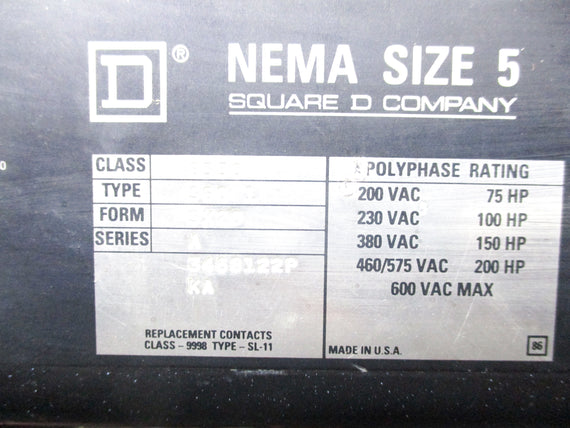 D ® NEMA SIZE 5
SQUARE D COMPANY
CLASS
TYPE
FORM
SERIES A
KA
REPLACEMENT CONTACTS
CLASS – 9998 TYPE – SL-11
POLYPHASE RATING
200 VAC 75 HP
230 VAC 100 HP
380 VAC 150 HP
460/575 VAC 200 HP
600 VAC MAX
MADE IN U.S.A.
86